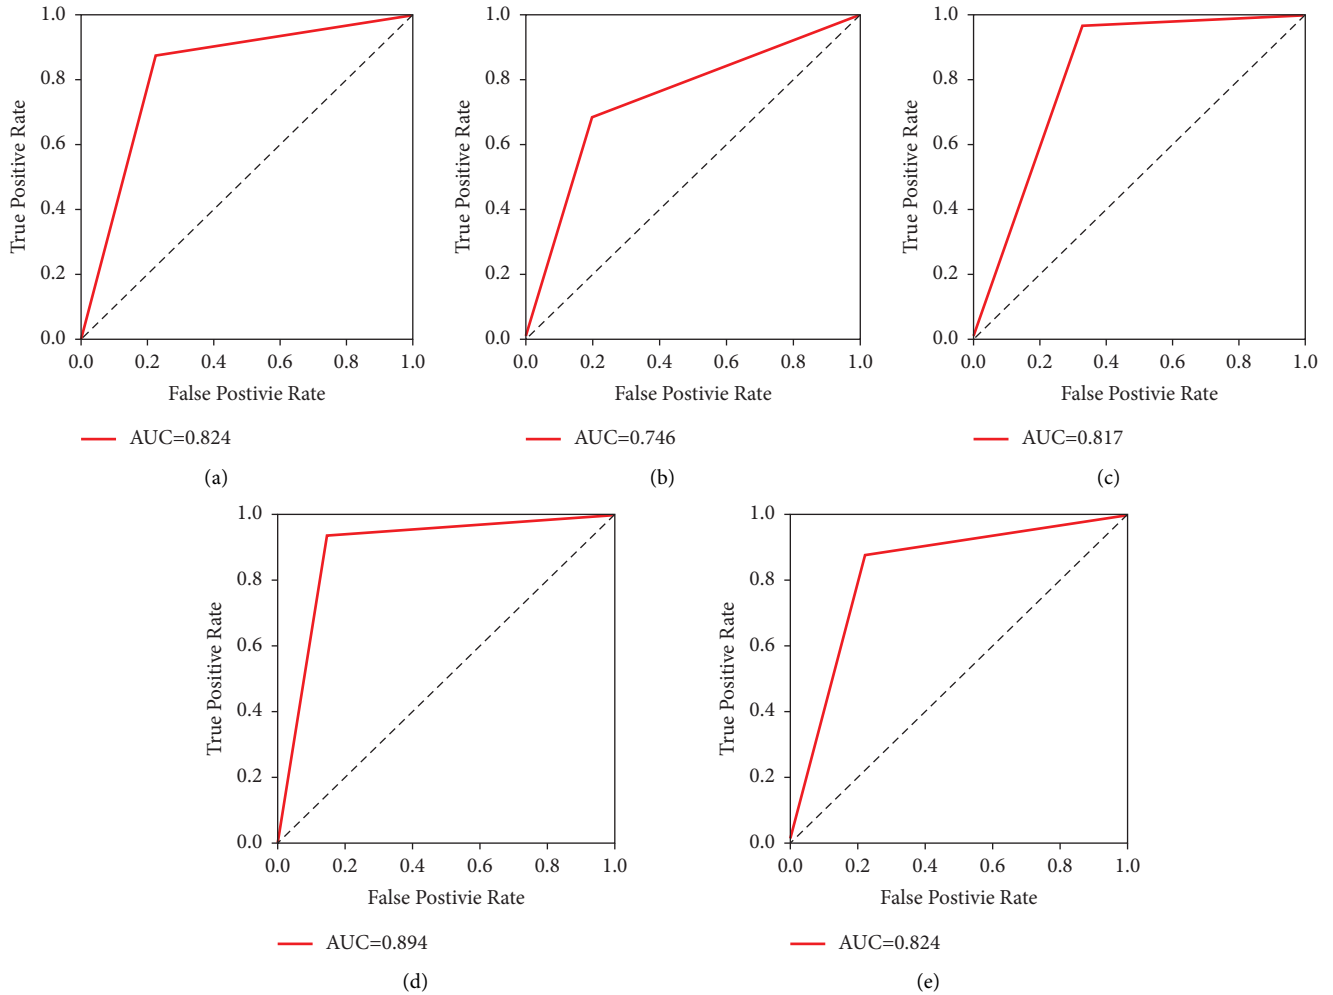 1.0
0.8
0.6
0.4
0.2
0.0
True Positive Rate
0.0 0.2 0.4 0.6 0.8 1.0
False Postivie Rate
AUC=0.824
(a)
1.0
0.8
0.6
0.4
0.2
0.0
True Positive Rate
0.0 0.2 0.4 0.6 0.8 1.0
False Postivie Rate
AUC=0.746
(b)
1.0
0.8
0.6
0.4
0.2
0.0
True Positive Rate
0.0 0.2 0.4 0.6 0.8 1.0
False Postivie Rate
AUC=0.817
(c)
1.0
0.8
0.6
0.4
0.2
0.0
True Positive Rate
0.0 0.2 0.4 0.6 0.8 1.0
False Postivie Rate
AUC=0.894
(d)
1.0
0.8
0.6
0.4
0.2
0.0
True Positive Rate
0.0 0.2 0.4 0.6 0.8 1.0
False Postivie Rate
AUC=0.824
(e)